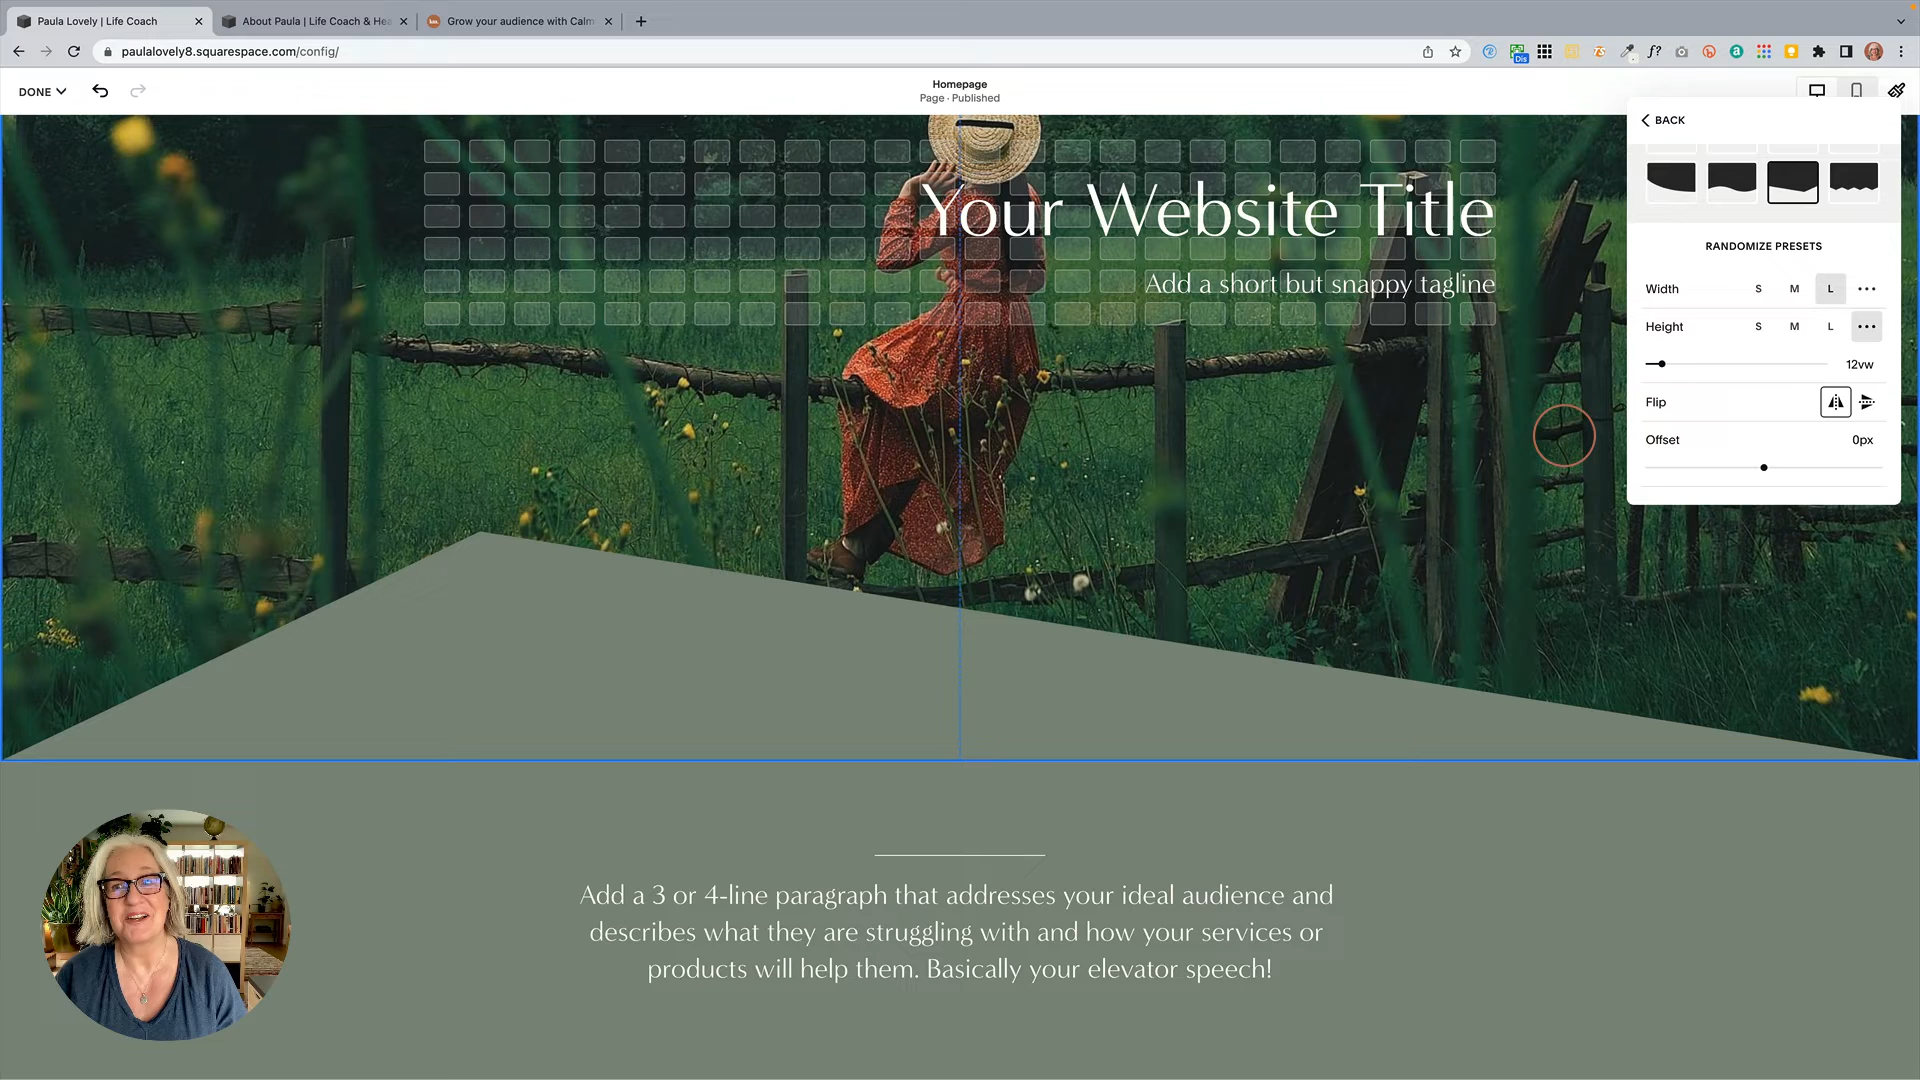 Paula Lovely | Life Coach
About Paula | Life Coach & Hea
Grow your audience with Calm
paulalovely8.squarespace.com/config/
Dis
f?
DONE
Homepage
Page · Published
BACK
Your Website Title
Add a short but snappy tagline
RANDOMIZE PRESETS
Width S M L
Height S M L
12vw
Flip
Offset 0px
Add a 3 or 4-line paragraph that addresses your ideal audience and
describes what they are struggling with and how your services or
products will help them. Basically your elevator speech!